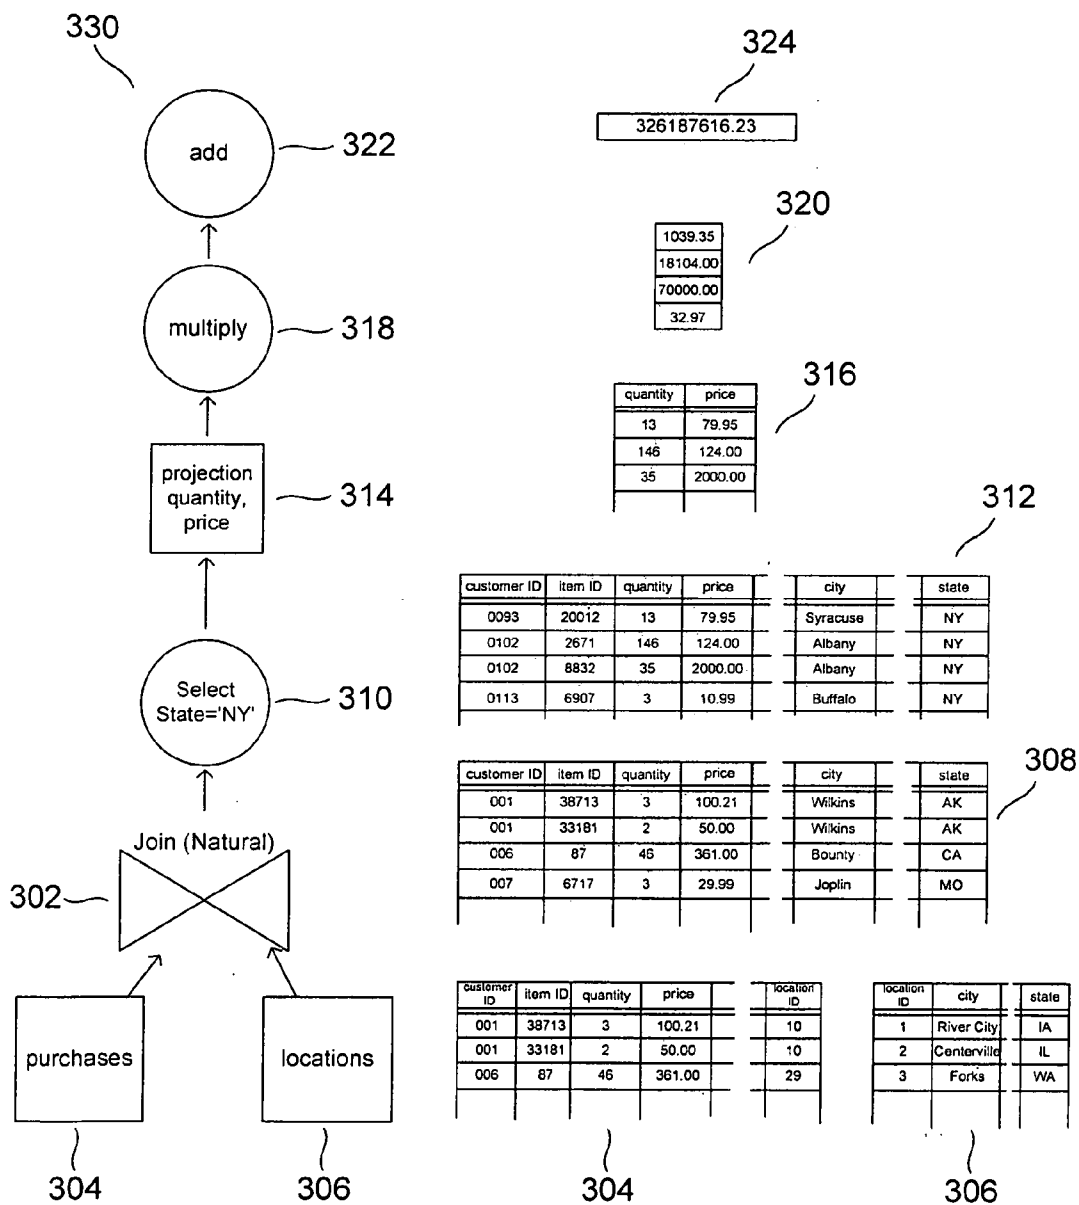 330
324
add
322
326187616.23
320
1039.35
18104.00
70000.00
32.97
multiply
318
316
quantity price
13 79.95
146 124.00
35 2000.00
projection
quantity,
price
314
312
customer ID item ID quantity price city state
0093 20012 13 79.95 Syracuse NY
0102 2671 146 124.00 Albany NY
0102 8832 35 2000.00 Albany NY
0113 6907 3 10.99 Buffalo NY
Select
State='NY'
310
308
customer ID item ID quantity price city state
001 38713 3 100.21 Wilkins AK
001 33181 2 50.00 Wilkins AK
006 87 46 361.00 Bounty CA
007 6717 3 29.99 Joplin MO
Join (Natural)
302
customer
ID item ID quantity price location
ID
001 38713 3 100.21 10
001 33181 2 50.00 10
006 87 46 361.00 29
location
ID city state
1 River City IA
2 Centerville IL
3 Forks WA
purchases
locations
304
306
304
306